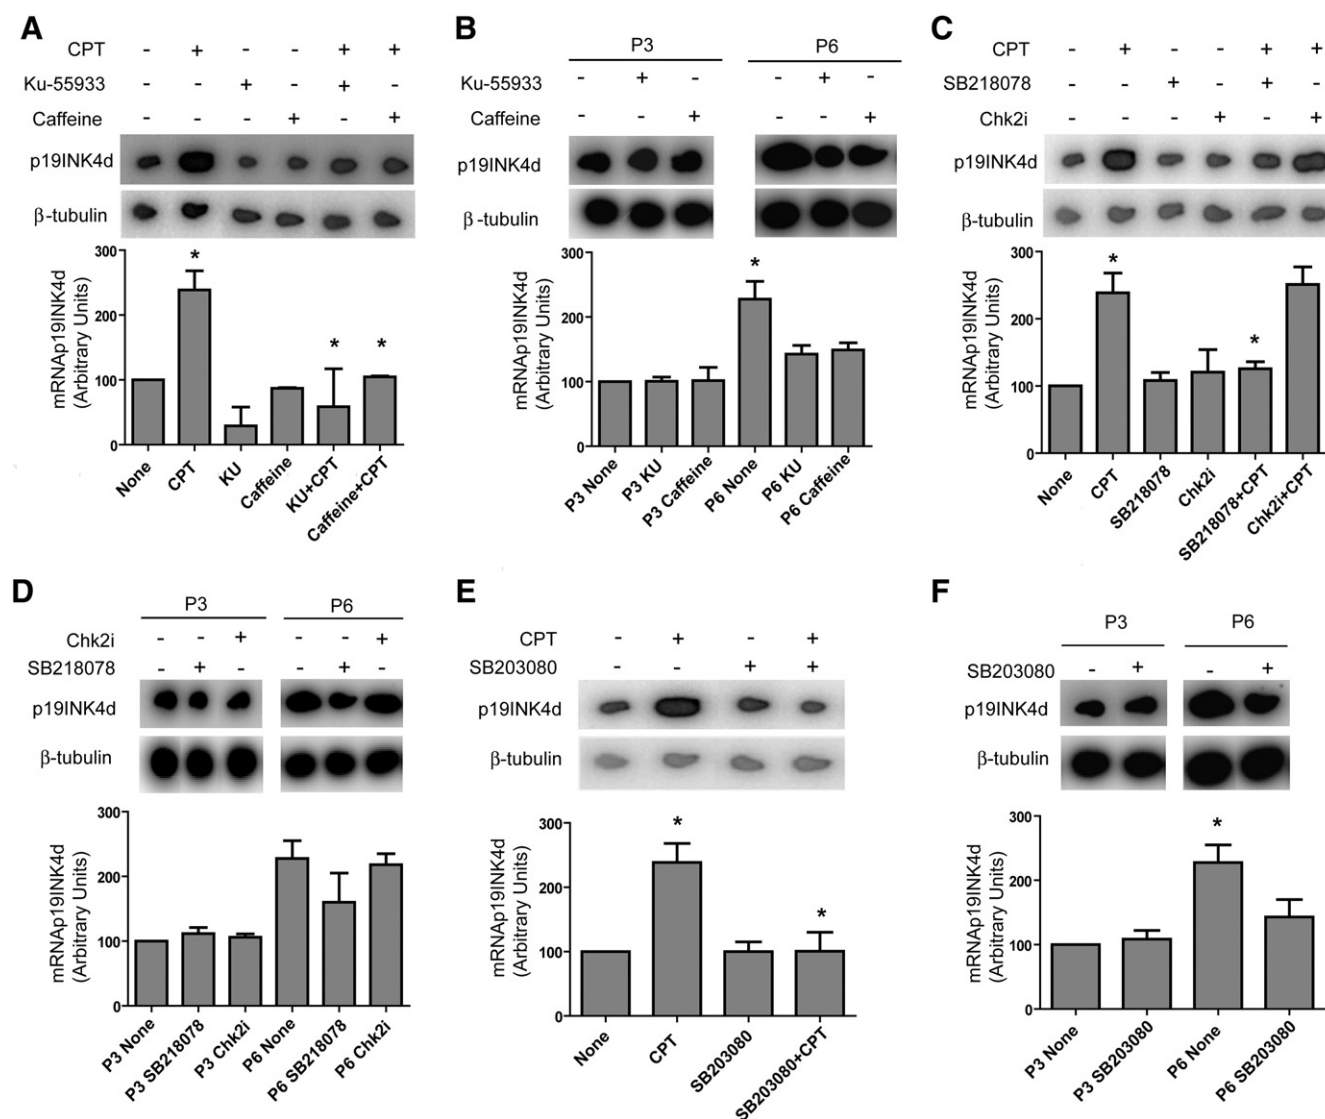 A
CPT - + - - + +
Ku-55933 - - + - + -
Caffeine - - - + - +
p19INK4d
β-tubulin
mRNAp19INK4d
(Arbitrary Units)
300
200
100
0
* * *
None CPT KU Caffeine KU+CPT Caffeine+CPT
B
P3 P6
Ku-55933 - + - - + -
Caffeine - - + - - +
p19INK4d
β-tubulin
mRNAp19INK4d
(Arbitrary Units)
300
200
100
0
*
P3 None P3 KU P3 Caffeine P6 None P6 KU P6 Caffeine
C
CPT - + - - + +
SB218078 - - + - + -
Chk2i - - - + - +
p19INK4d
β-tubulin
mRNAp19INK4d
(Arbitrary Units)
300
200
100
0
* *
None CPT SB218078 Chk2i SB218078+CPT Chk2i+CPT
D
P3 P6
Chk2i - - + - - +
SB218078 - + - - + -
p19INK4d
β-tubulin
mRNAp19INK4d
(Arbitrary Units)
300
200
100
0
P3 None P3 SB218078 P3 Chk2i P6 None P6 SB218078 P6 Chk2i
E
CPT - + - +
SB203080 - - + +
p19INK4d
β-tubulin
mRNAp19INK4d
(Arbitrary Units)
300
200
100
0
* *
None CPT SB203080 SB203080+CPT
F
P3 P6
SB203080 - + - +
p19INK4d
β-tubulin
mRNAp19INK4d
(Arbitrary Units)
300
200
100
0
*
P3 None P3 SB203080 P6 None P6 SB203080